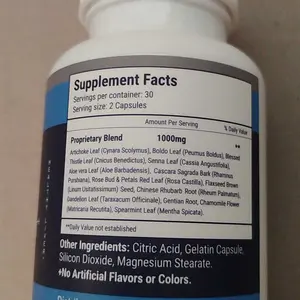 Supplement Facts
Servings per container: 30
Serving size: 2 Capsules
Amount Per Serving % Daily Value
Proprietary Blend 1000mg **
Artichoke Leaf (Cynara Scolymus), Boldo Leaf (Peumus Boldus), Blessed
Thistle Leaf (Cnicus Benedictus), Senna Leaf (Cassia Angustifolia),
Aloe vera Leaf (Aloe Barbadensis), Cascara Sagrada Bark (Rhamnus
Purshiana), Rose Bud & Petals Red Leaf (Rosa Castilla), Flaxseed Brown
(Linum Usitatissimum) Seed, Chinese Rhubarb Root (Rheum Palmatum),
Dandelion Leaf (Taraxacum Officinale), Gentian Root, Chamomile Flower
(Matricaria Recutita), Spearmint Leaf (Mentha Spicata).
**Daily Value not established
Other Ingredients: Citric Acid, Gelatin Capsule,
Silicon Dioxide, Magnesium Stearate.
•No Artificial Flavors or Colors.
HEALTHY LIVER